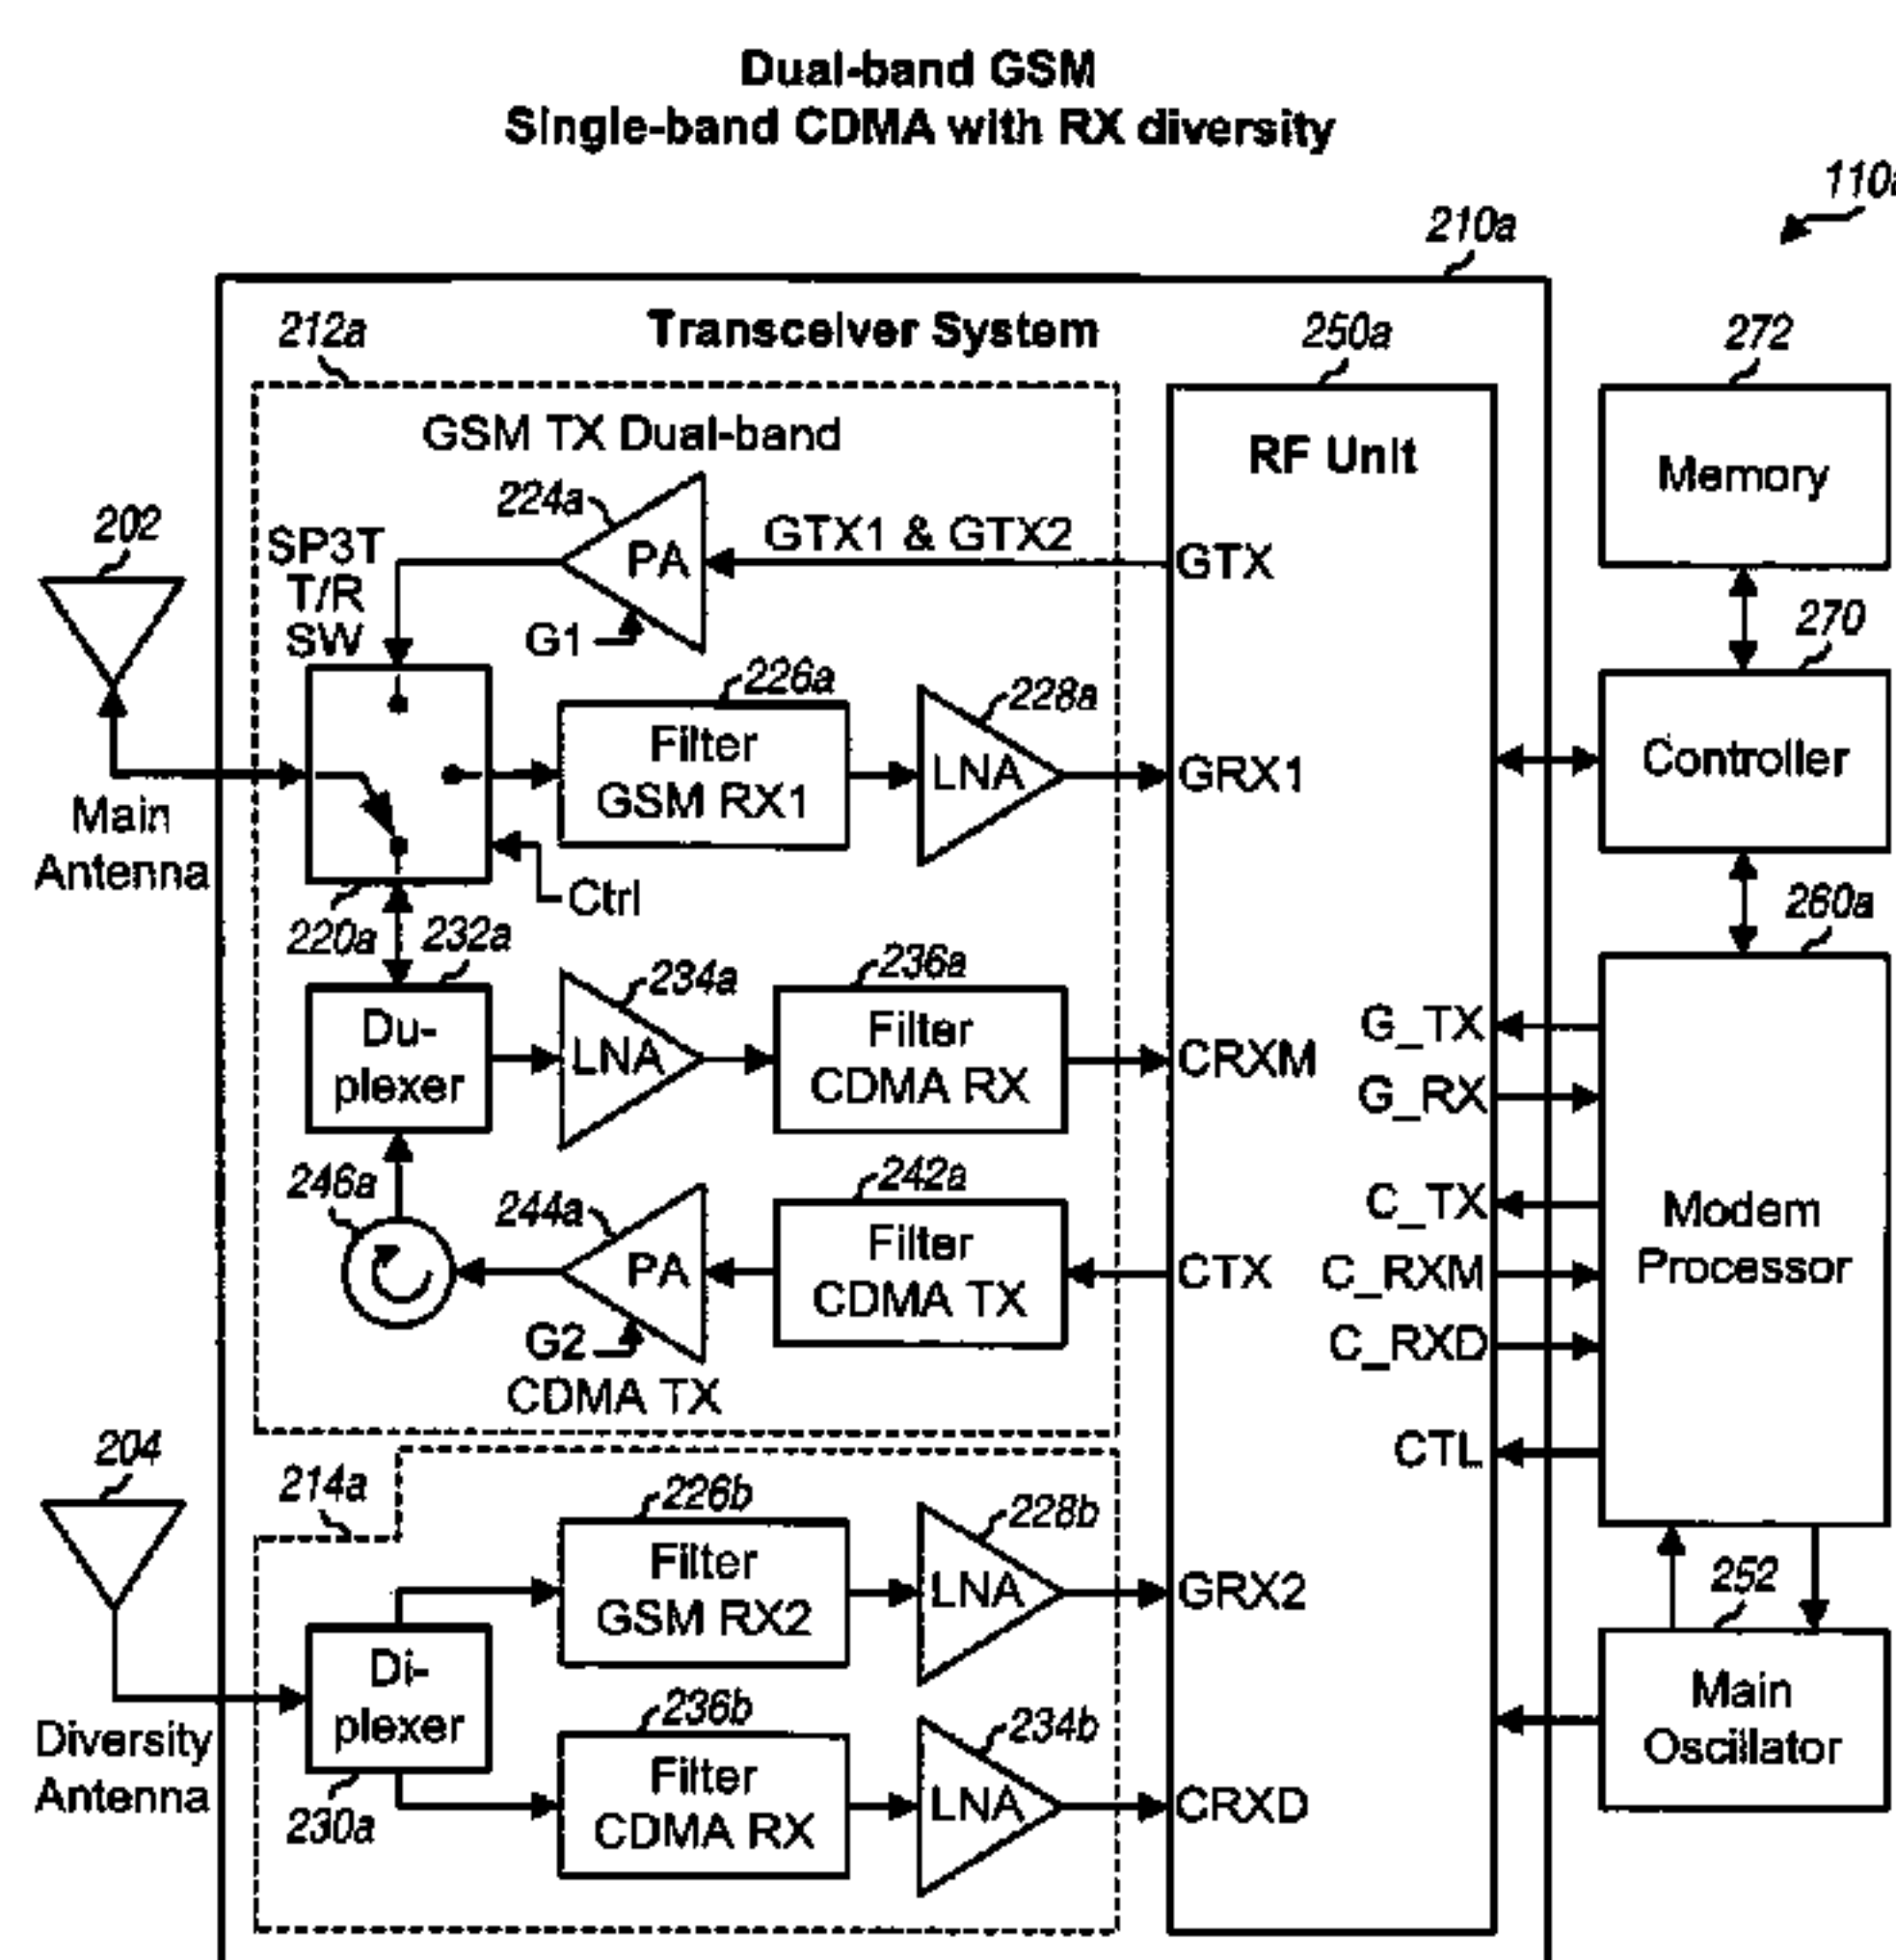 Dual-band GSM
Single-band CDMA with RX diversity
110a
210a
212a
Transceiver System
250a
272
GSM TX Dual-band
RF Unit
Memory
224a
202
SP3T
T/R
SW
PA
GTX1 & GTX2
GTX
G1
270
226a
228a
Filter
GSM RX1
LNA
GRX1
Controller
Main
Antenna
Ctrl
220a
232a
260a
234a
236a
Du-
plexer
LNA
Filter
CDMA RX
CRXM
G_TX
G_RX
246a
244a
242a
C_TX
Modem
Processor
PA
Filter
CDMA TX
CTX
C_RXM
G2
C_RXD
CDMA TX
204
214a
CTL
226b
228b
Filter
GSM RX2
LNA
GRX2
252
Di-
plexer
Main
Oscillator
236b
234b
Diversity
Antenna
230a
Filter
CDMA RX
LNA
CRXD